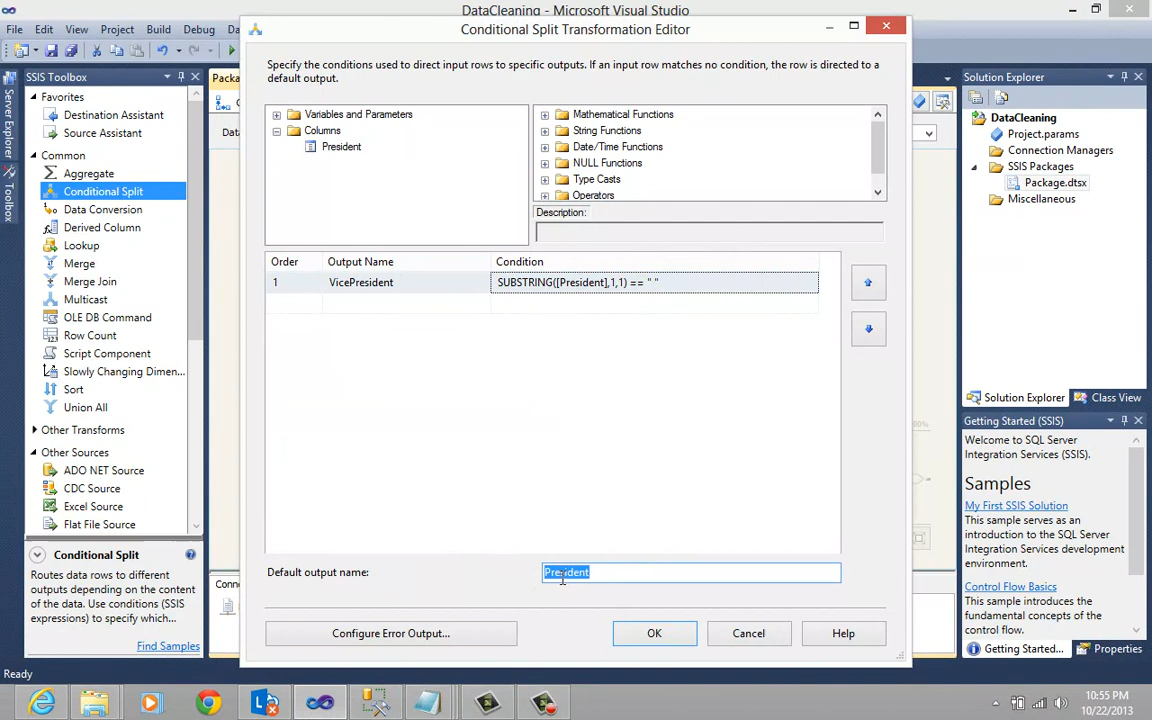 DataCleaning - Microsoft Visual Studio
File Edit View Project Build Debug
Conditional Split Transformation Editor
Specify the conditions used to direct input rows to specific outputs. If an input row matches no condition, the row is directed to a
default output.
SSIS Toolbox
Favorites
Destination Assistant
Source Assistant
Common
Aggregate
Conditional Split
Data Conversion
Derived Column
Lookup
Merge
Merge Join
Multicast
OLE DB Command
Row Count
Script Component
Slowly Changing Dimen...
Sort
Union All
Other Transforms
Other Sources
ADO NET Source
CDC Source
Excel Source
Flat File Source
Conditional Split
Routes data rows to different
outputs depending on the content
of the data. Use conditions (SSIS
expressions) to specify which...
Find Samples
Server Explorer
Toolbox
Packa
Data
Conne
Variables and Parameters
Columns
President
Mathematical Functions
String Functions
Date/Time Functions
NULL Functions
Type Casts
Operators
Description:
Order Output Name Condition
1 VicePresident SUBSTRING([President],1,1) == " "
Default output name: President
Configure Error Output... OK Cancel Help
Solution Explorer
DataCleaning
Project.params
Connection Managers
SSIS Packages
Package.dtsx
Miscellaneous
Solution Explorer Class View
Getting Started (SSIS)
Welcome to SQL Server
Integration Services (SSIS).
Samples
My First SSIS Solution
This sample serves as an
introduction to the SQL Server
Integration Services development
environment.
Control Flow Basics
This sample introduces the
fundamental concepts of the
control flow.
Getting Started... Properties
Ready
10:55 PM
10/22/2013